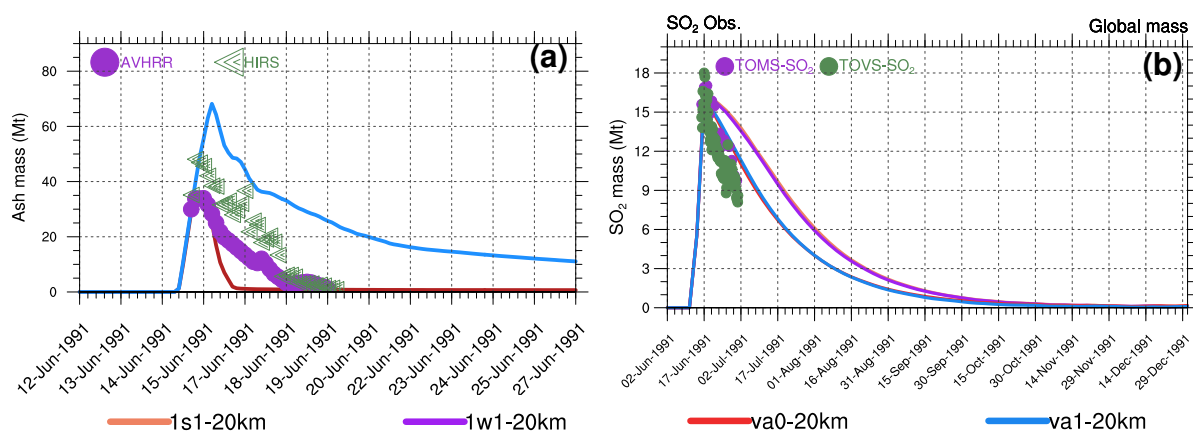 (a)
AVHRR
HIRS
Ash mass (Mt)
80
60
40
20
0
12-Jun-1991
13-Jun-1991
14-Jun-1991
15-Jun-1991
17-Jun-1991
18-Jun-1991
19-Jun-1991
20-Jun-1991
22-Jun-1991
23-Jun-1991
24-Jun-1991
25-Jun-1991
27-Jun-1991
SO₂ Obs.
Global mass
(b)
TOMS-SO₂
TOVS-SO₂
SO₂ mass (Mt)
18
15
12
9
6
3
0
02-Jun-1991
17-Jun-1991
02-Jul-1991
17-Jul-1991
01-Aug-1991
16-Aug-1991
31-Aug-1991
15-Sep-1991
30-Sep-1991
15-Oct-1991
30-Oct-1991
14-Nov-1991
29-Nov-1991
14-Dec-1991
29-Dec-1991
1s1-20km
1w1-20km
va0-20km
va1-20km